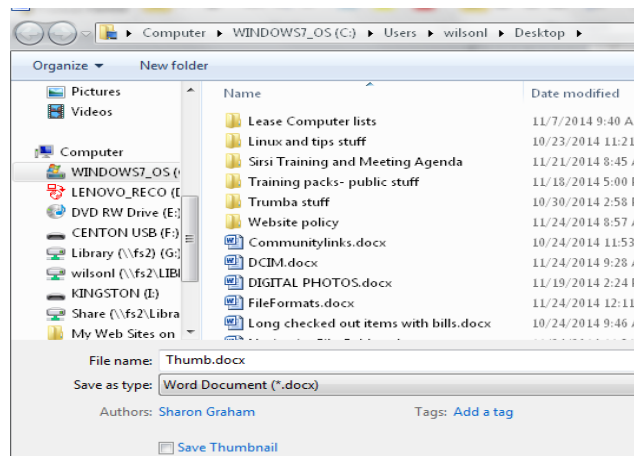 Computer ▸ WINDOWS7_OS (C:) ▸ Users ▸ wilsonl ▸ Desktop ▸
Organize ▾ New folder
Pictures
Videos
Computer
WINDOWS7_OS (
LENOVO_RECO (
DVD RW Drive (E:)
CENTON USB (F:)
Library (\\fs2) (G:)
wilsonl (\\fs2\LIB
KINGSTON (I:)
Share (\\fs2\Libra
My Web Sites on
Name Date modified
Lease Computer lists 11/7/2014 9:40 A
Linux and tips stuff 10/23/2014 11:21
Sirsi Training and Meeting Agenda 11/21/2014 8:45
Training packs- public stuff 11/18/2014 5:00
Trumba stuff 10/30/2014 2:58
Website policy 11/24/2014 8:57
Communitylinks.docx 10/24/2014 11:53
DCIM.docx 11/24/2014 9:28
DIGITAL PHOTOS.docx 11/19/2014 2:24
FileFormats.docx 11/24/2014 12:11
Long checked out items with bills.docx 10/24/2014 9:46
File name: Thumb.docx
Save as type: Word Document (*.docx)
Authors: Sharon Graham Tags: Add a tag
Save Thumbnail